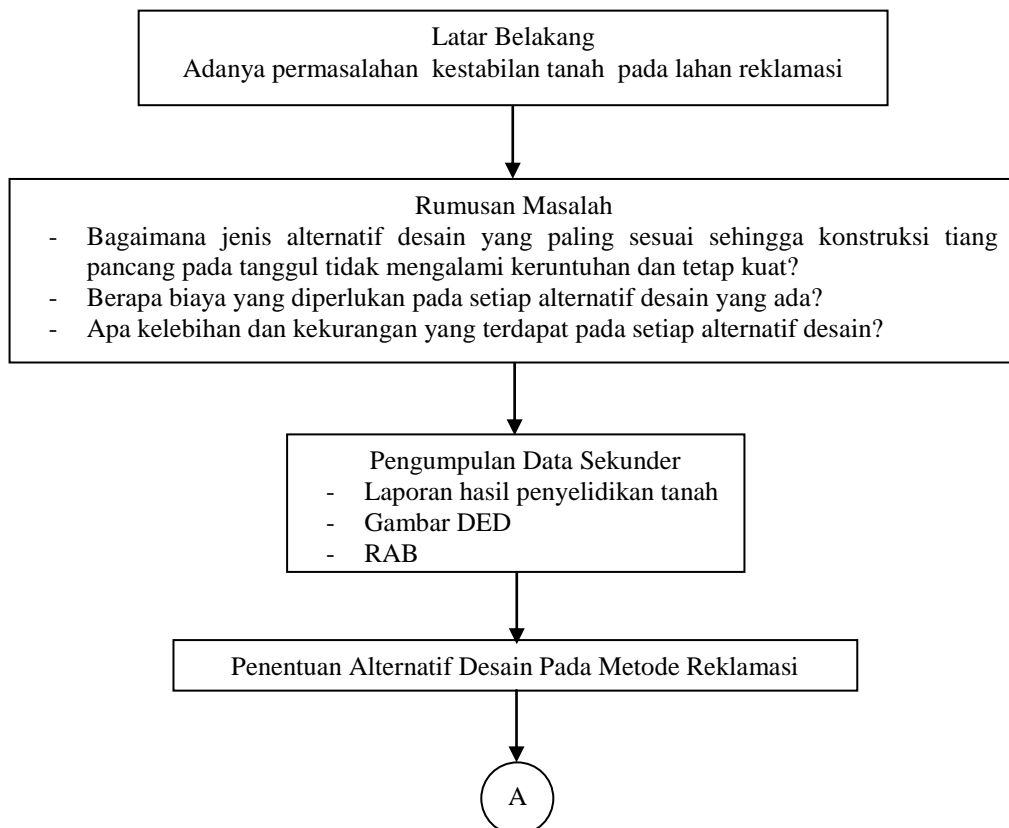 Latar Belakang
Adanya permasalahan kestabilan tanah pada lahan reklamasi
Rumusan Masalah
- Bagaimana jenis alternatif desain yang paling sesuai sehingga konstruksi tiang
pancang pada tanggul tidak mengalami keruntuhan dan tetap kuat?
- Berapa biaya yang diperlukan pada setiap alternatif desain yang ada?
- Apa kelebihan dan kekurangan yang terdapat pada setiap alternatif desain?
Pengumpulan Data Sekunder
- Laporan hasil penyelidikan tanah
- Gambar DED
- RAB
Penentuan Alternatif Desain Pada Metode Reklamasi
A